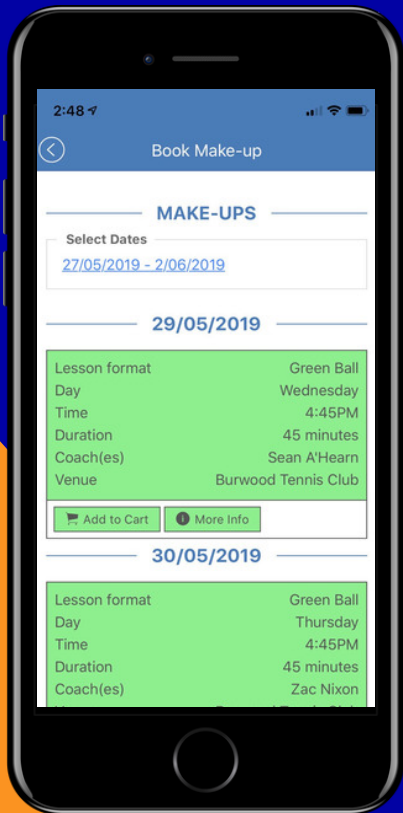 2:48
Book Make-up
MAKE-UPS
Select Dates
27/05/2019 - 2/06/2019
29/05/2019
Lesson format Green Ball
Day Wednesday
Time 4:45PM
Duration 45 minutes
Coach(es) Sean A'Hearn
Venue Burwood Tennis Club
Add to Cart More Info
30/05/2019
Lesson format Green Ball
Day Thursday
Time 4:45PM
Duration 45 minutes
Coach(es) Zac Nixon